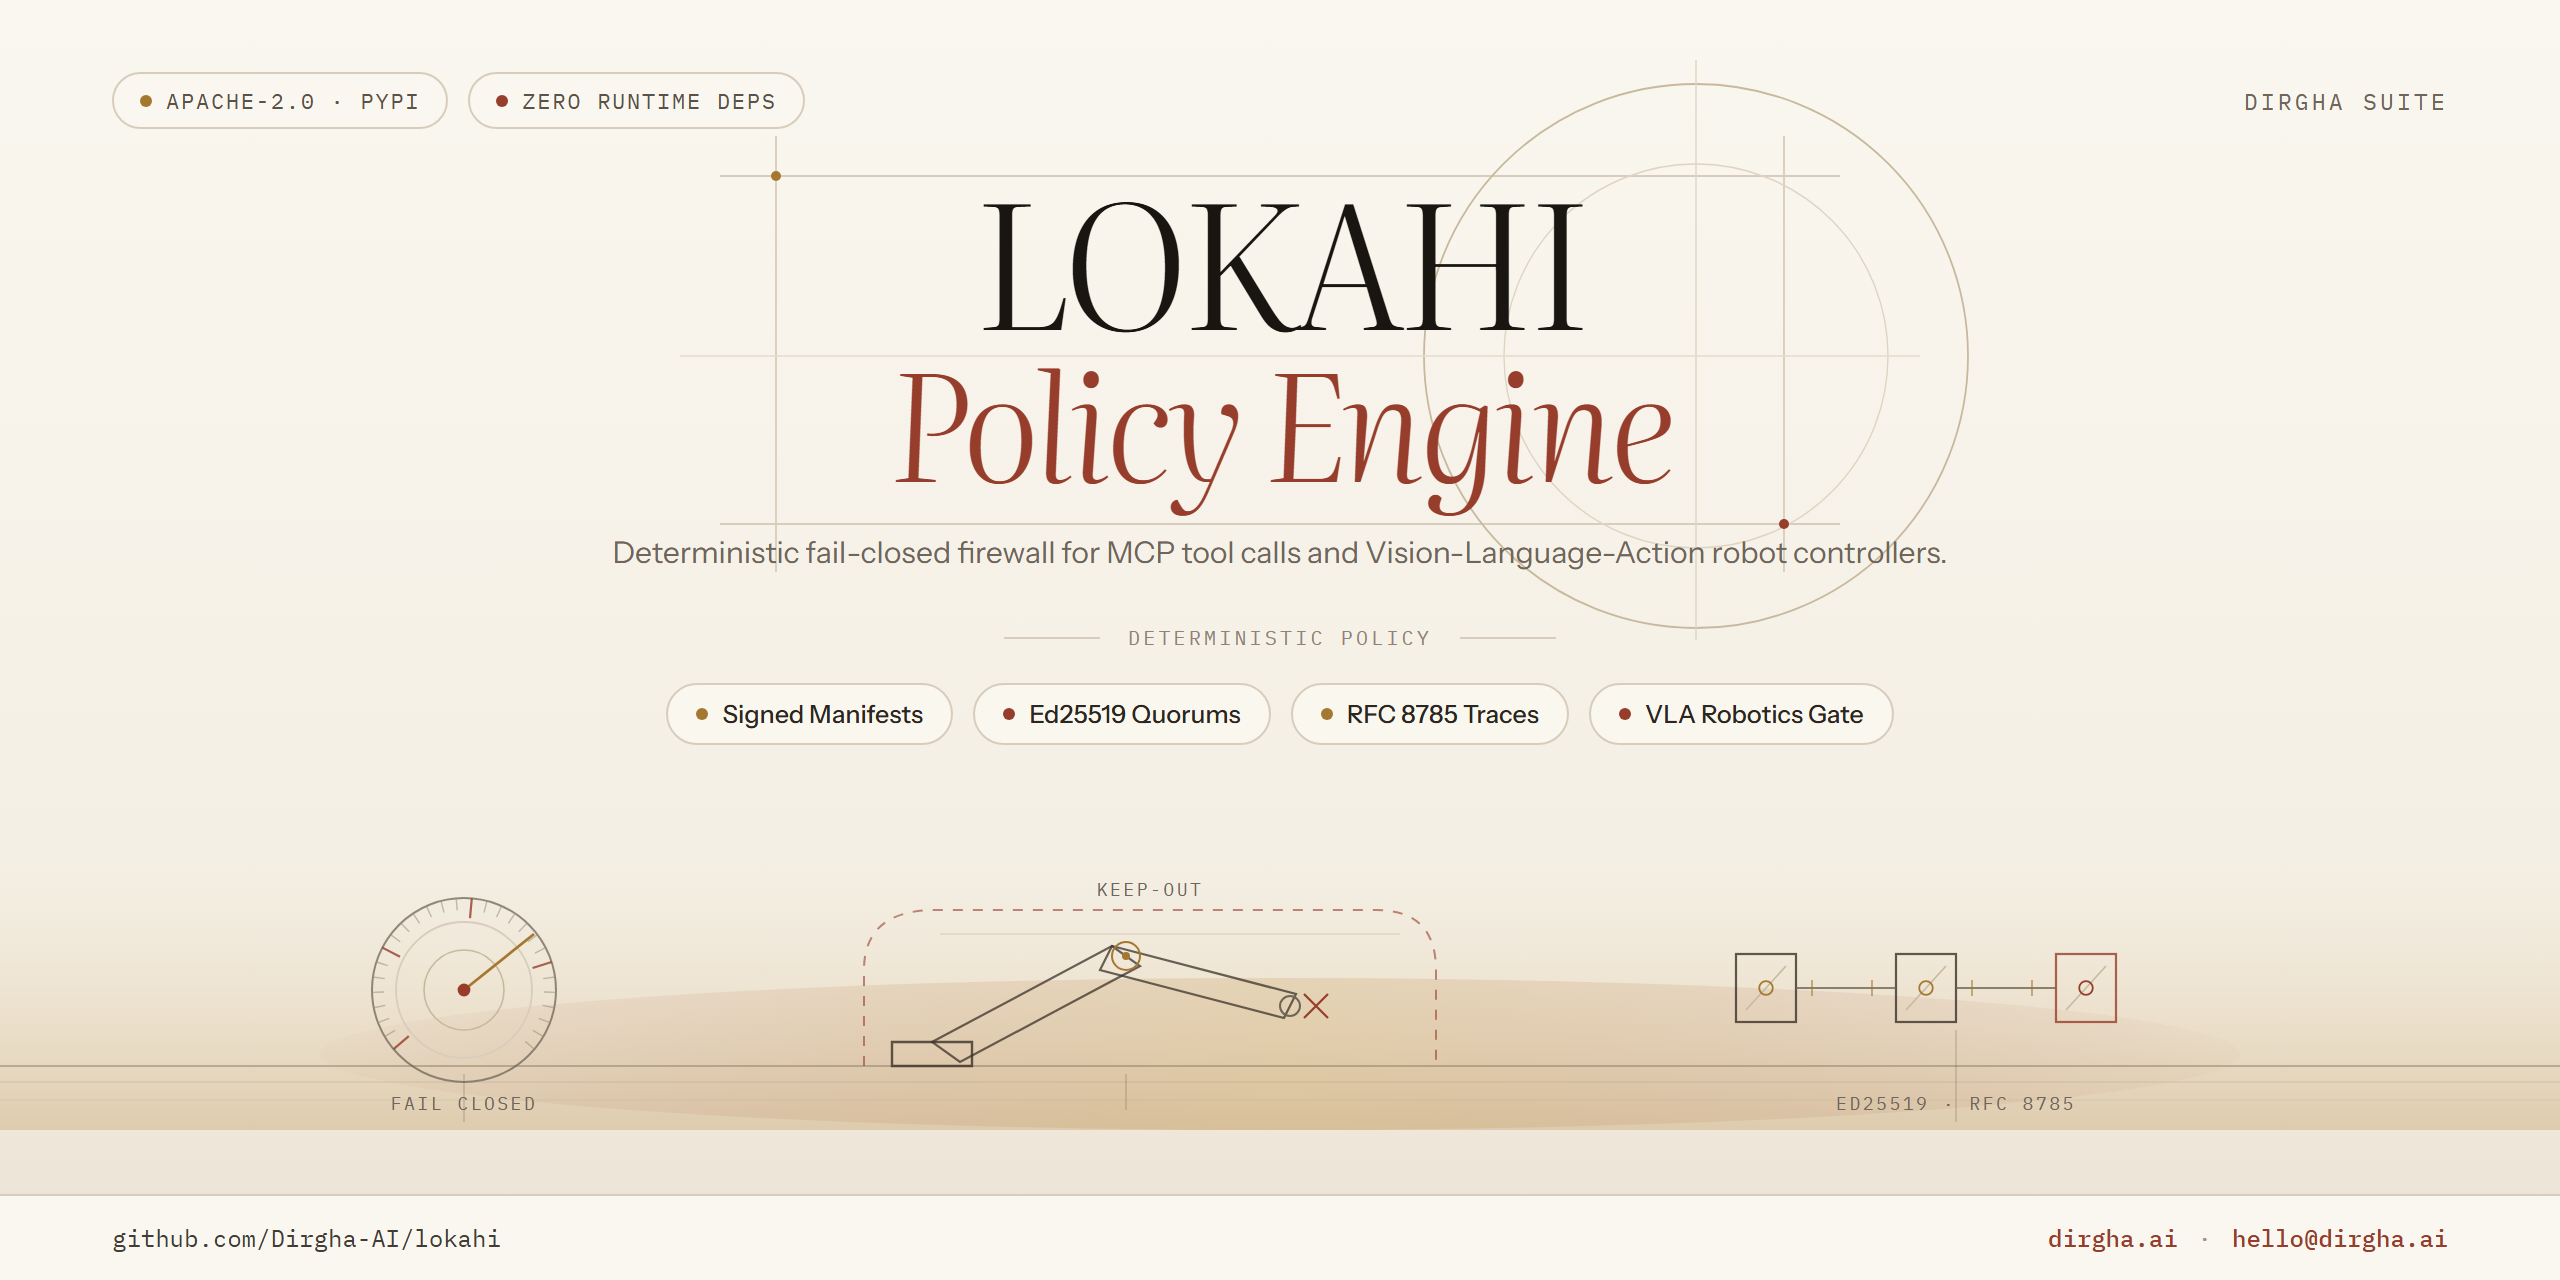 APACHE-2.0 · PYPI
ZERO RUNTIME DEPS
DIRGHA SUITE
LOKAHI
Policy Engine
Deterministic fail-closed firewall for MCP tool calls and Vision-Language-Action robot controllers.
DETERMINISTIC POLICY
Signed Manifests
Ed25519 Quorums
RFC 8785 Traces
VLA Robotics Gate
KEEP-OUT
FAIL CLOSED
ED25519 · RFC 8785
github.com/Dirgha-AI/lokahi
dirgha.ai · hello@dirgha.ai